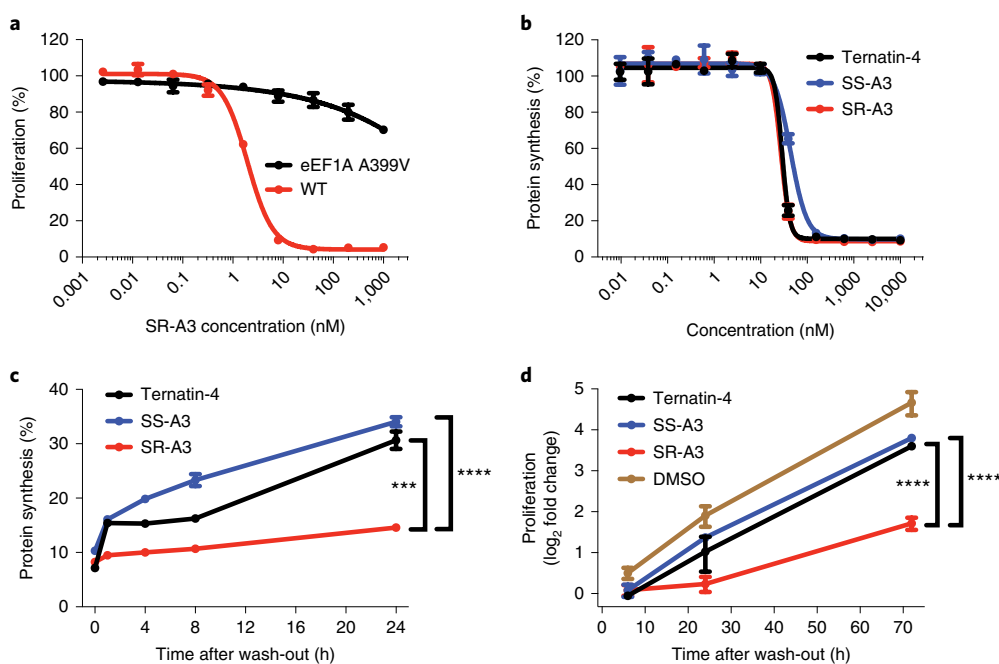 a
120
100
80
60
40
20
0
Proliferation (%)
eEF1A A399V
WT
0.001
0.01
0.1
1
10
100
1,000
SR-A3 concentration (nM)
b
120
100
80
60
40
20
0
Protein synthesis (%)
Ternatin-4
SS-A3
SR-A3
0.01
0.1
1
10
100
1,000
10,000
Concentration (nM)
c
40
30
20
10
0
Protein synthesis (%)
Ternatin-4
SS-A3
SR-A3
***
****
0
4
8
12
16
20
24
Time after wash-out (h)
d
5
4
3
2
1
0
Proliferation
(log2 fold change)
Ternatin-4
SS-A3
SR-A3
DMSO
****
****
0
10
20
30
40
50
60
70
Time after wash-out (h)